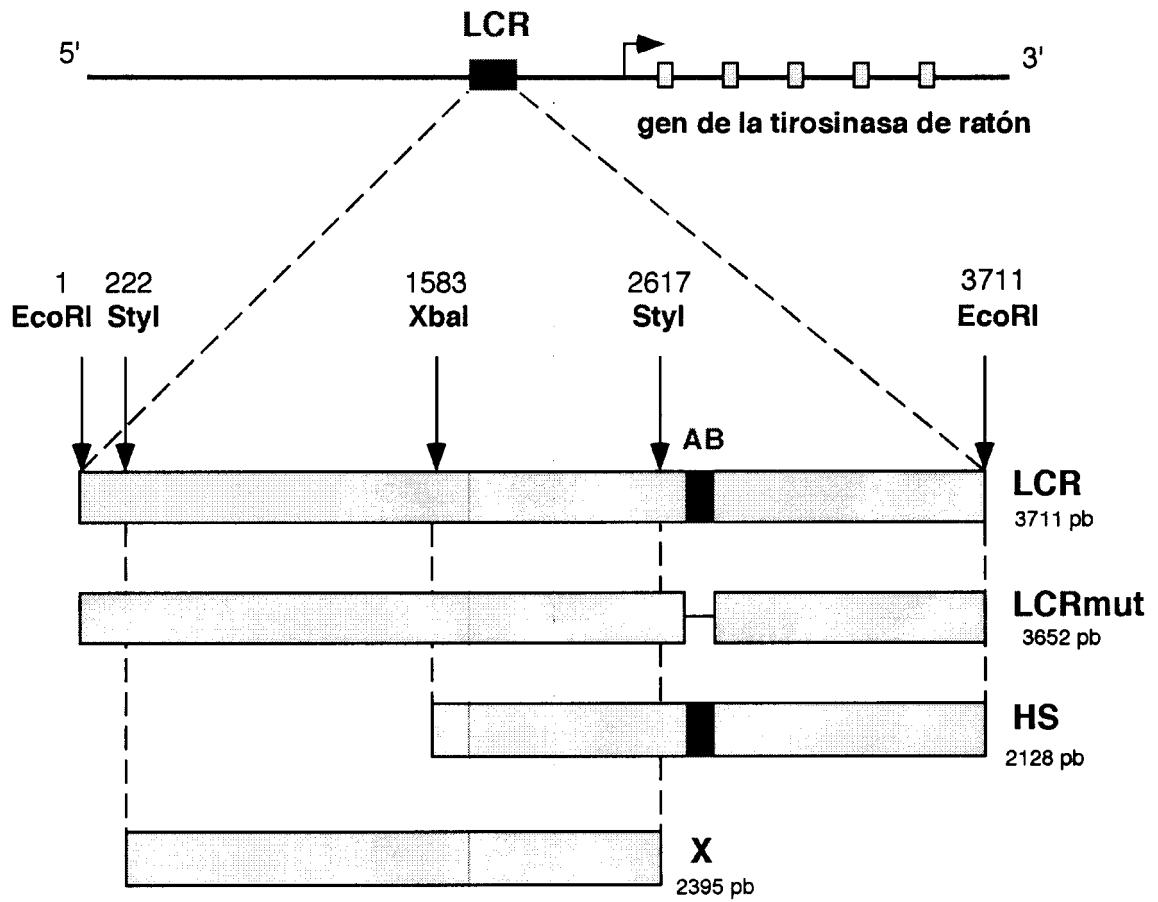 LCR
5'
3'
gen de la tirosinasa de ratón
1 222 1583 2617 3711
EcoRI StyI XbaI StyI EcoRI
AB
LCR
3711 pb
LCRmut
3652 pb
HS
2128 pb
X
2395 pb